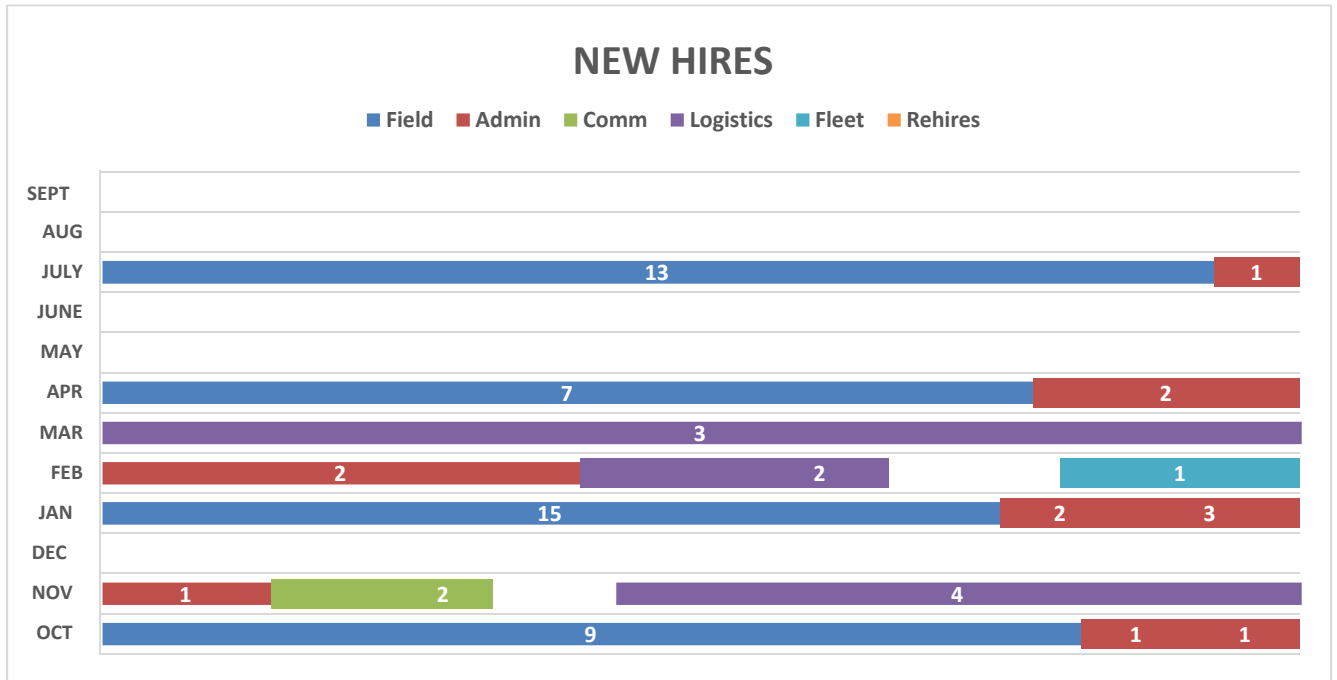 NEW HIRES
Field Admin Comm Logistics Fleet Rehires
SEPT
AUG
JULY 13 1
JUNE
MAY
APR 7 2
MAR 3
FEB 2 2 1
JAN 15 2 3
DEC
NOV 1 2 4
OCT 9 1 1